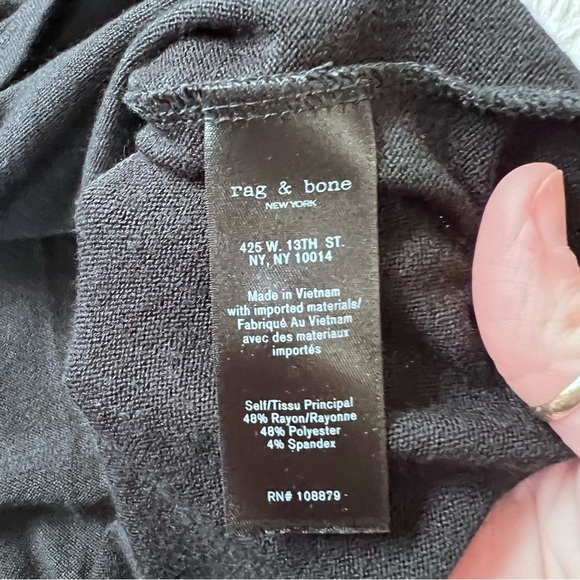 rag & bone
NEW YORK
425 W. 13TH ST.
NY, NY 10014
Made in Vietnam
with imported materials/
Fabriqué Au Vietnam
avec des materiaux
importés
Self/Tissu Principal
48% Rayon/Rayonne
48% Polyester
4% Spandex
RN# 108879